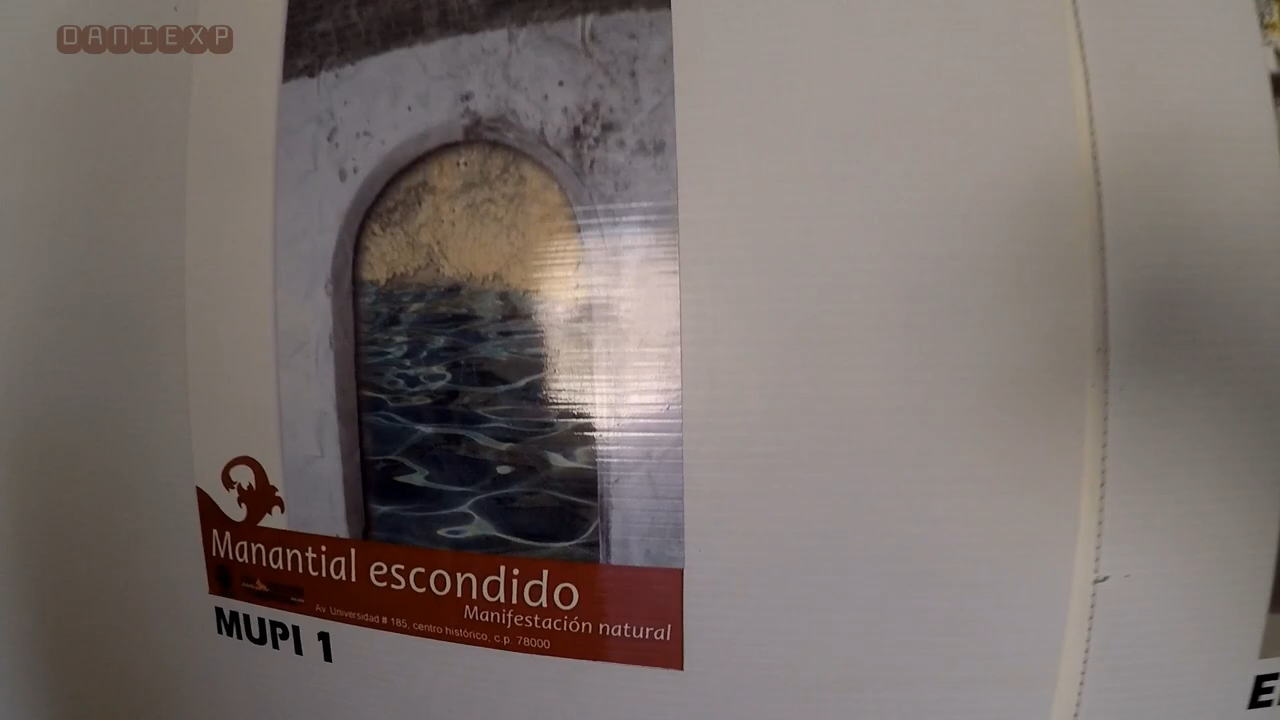 DANIEXP
Manantial escondido
Manifestación natural
Av. Universidad # 185, centro histórico, c.p. 78000
MUPI 1